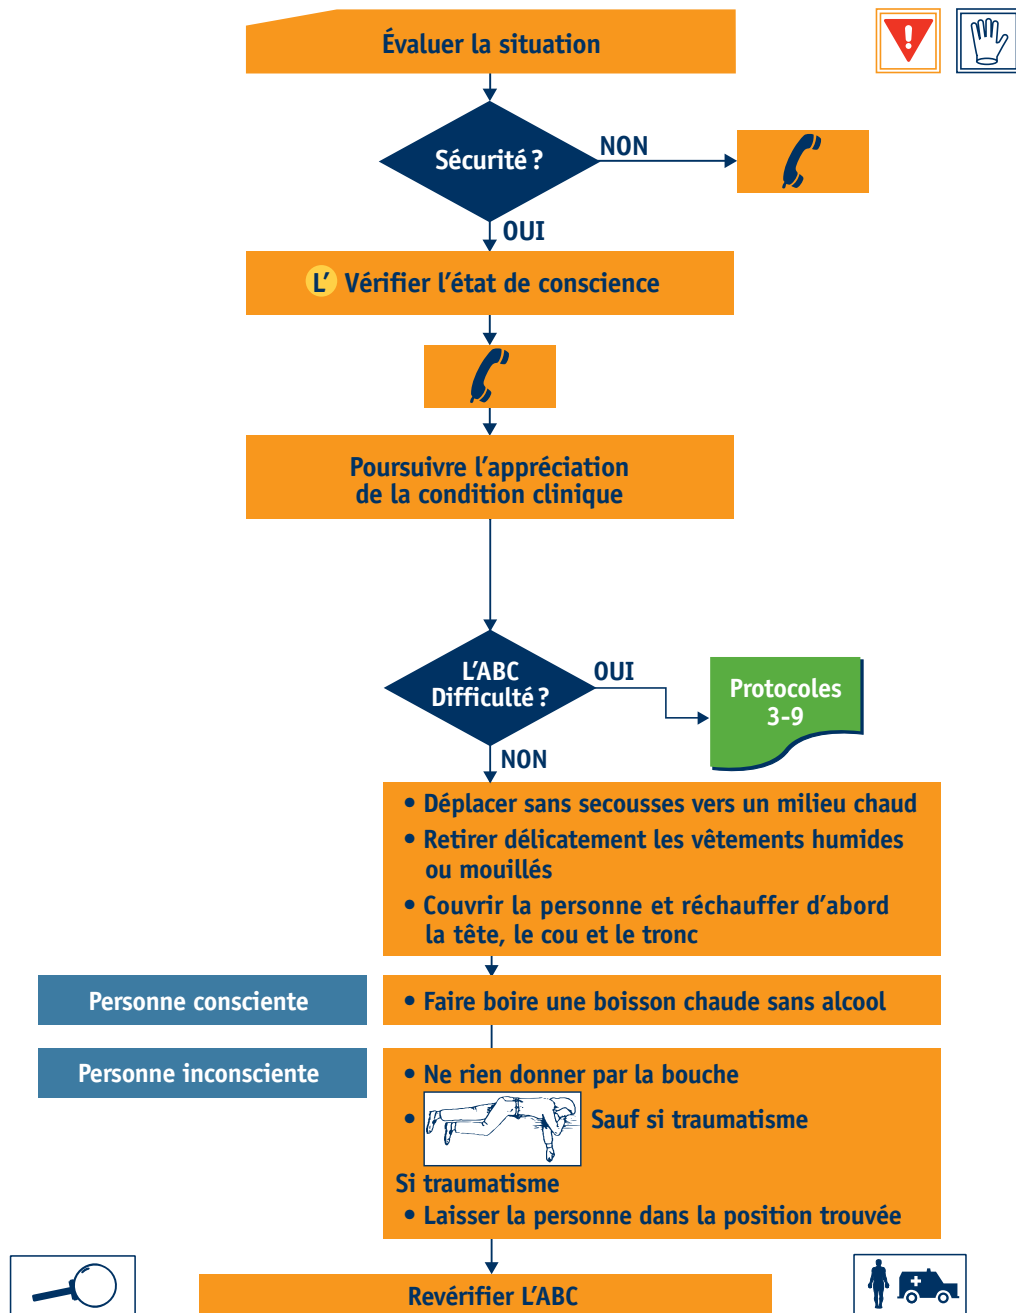 Évaluer la situation
Sécurité ?
NON
OUI
L' Vérifier l'état de conscience
Poursuivre l'appréciation
de la condition clinique
L'ABC
Difficulté ?
OUI
Protocoles
3-9
NON
• Déplacer sans secousses vers un milieu chaud
• Retirer délicatement les vêtements humides
ou mouillés
• Couvrir la personne et réchauffer d'abord
la tête, le cou et le tronc
Personne consciente
• Faire boire une boisson chaude sans alcool
Personne inconsciente
• Ne rien donner par la bouche
• Sauf si traumatisme
Si traumatisme
• Laisser la personne dans la position trouvée
Revérifier L'ABC